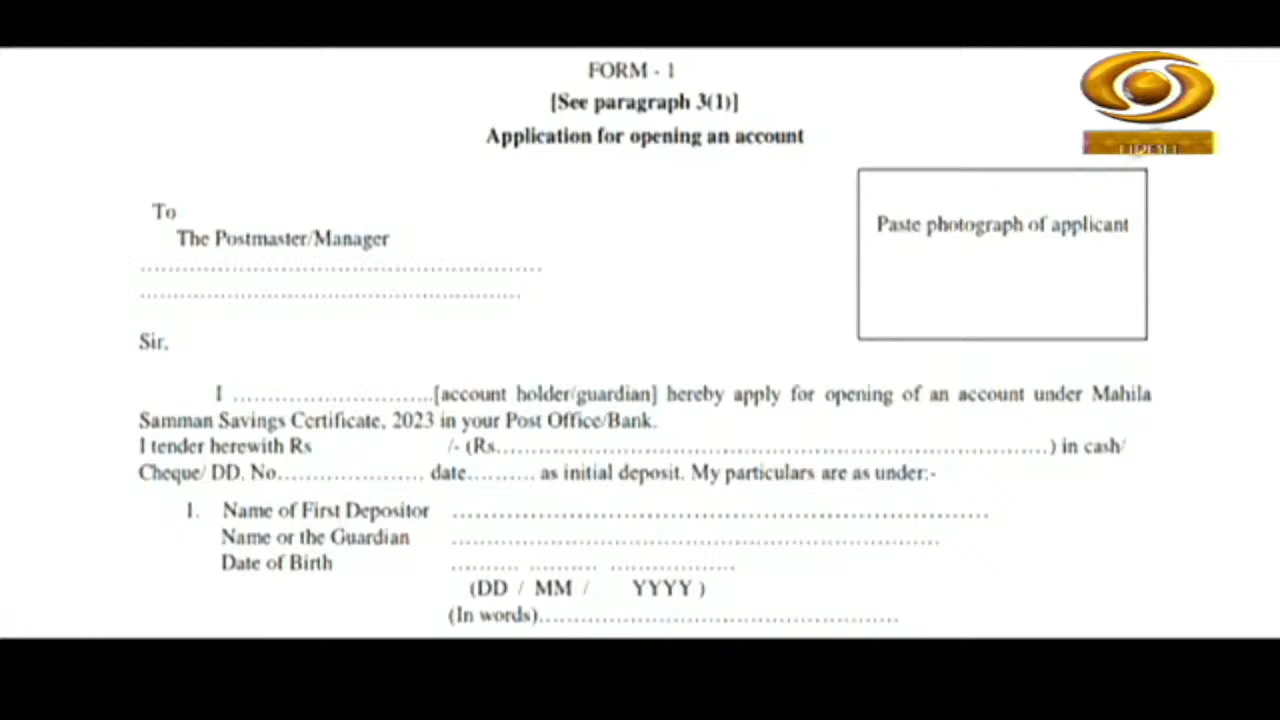 FORM - 1
[See paragraph 3(1)]
Application for opening an account
Paste photograph of applicant
To
The Postmaster/Manager
............................................................
.........................................................
Sir,
I ..............................[account holder/guardian] hereby apply for opening of an account under Mahila
Samman Savings Certificate, 2023 in your Post Office/Bank.
I tender herewith Rs /- (Rs....................................................................................) in cash/
Cheque/ DD. No...................... date.......... as initial deposit. My particulars are as under:-
1. Name of First Depositor ................................................................................
Name or the Guardian .........................................................................
Date of Birth .......... .......... ...................
(DD / MM / YYYY )
(In words)......................................................